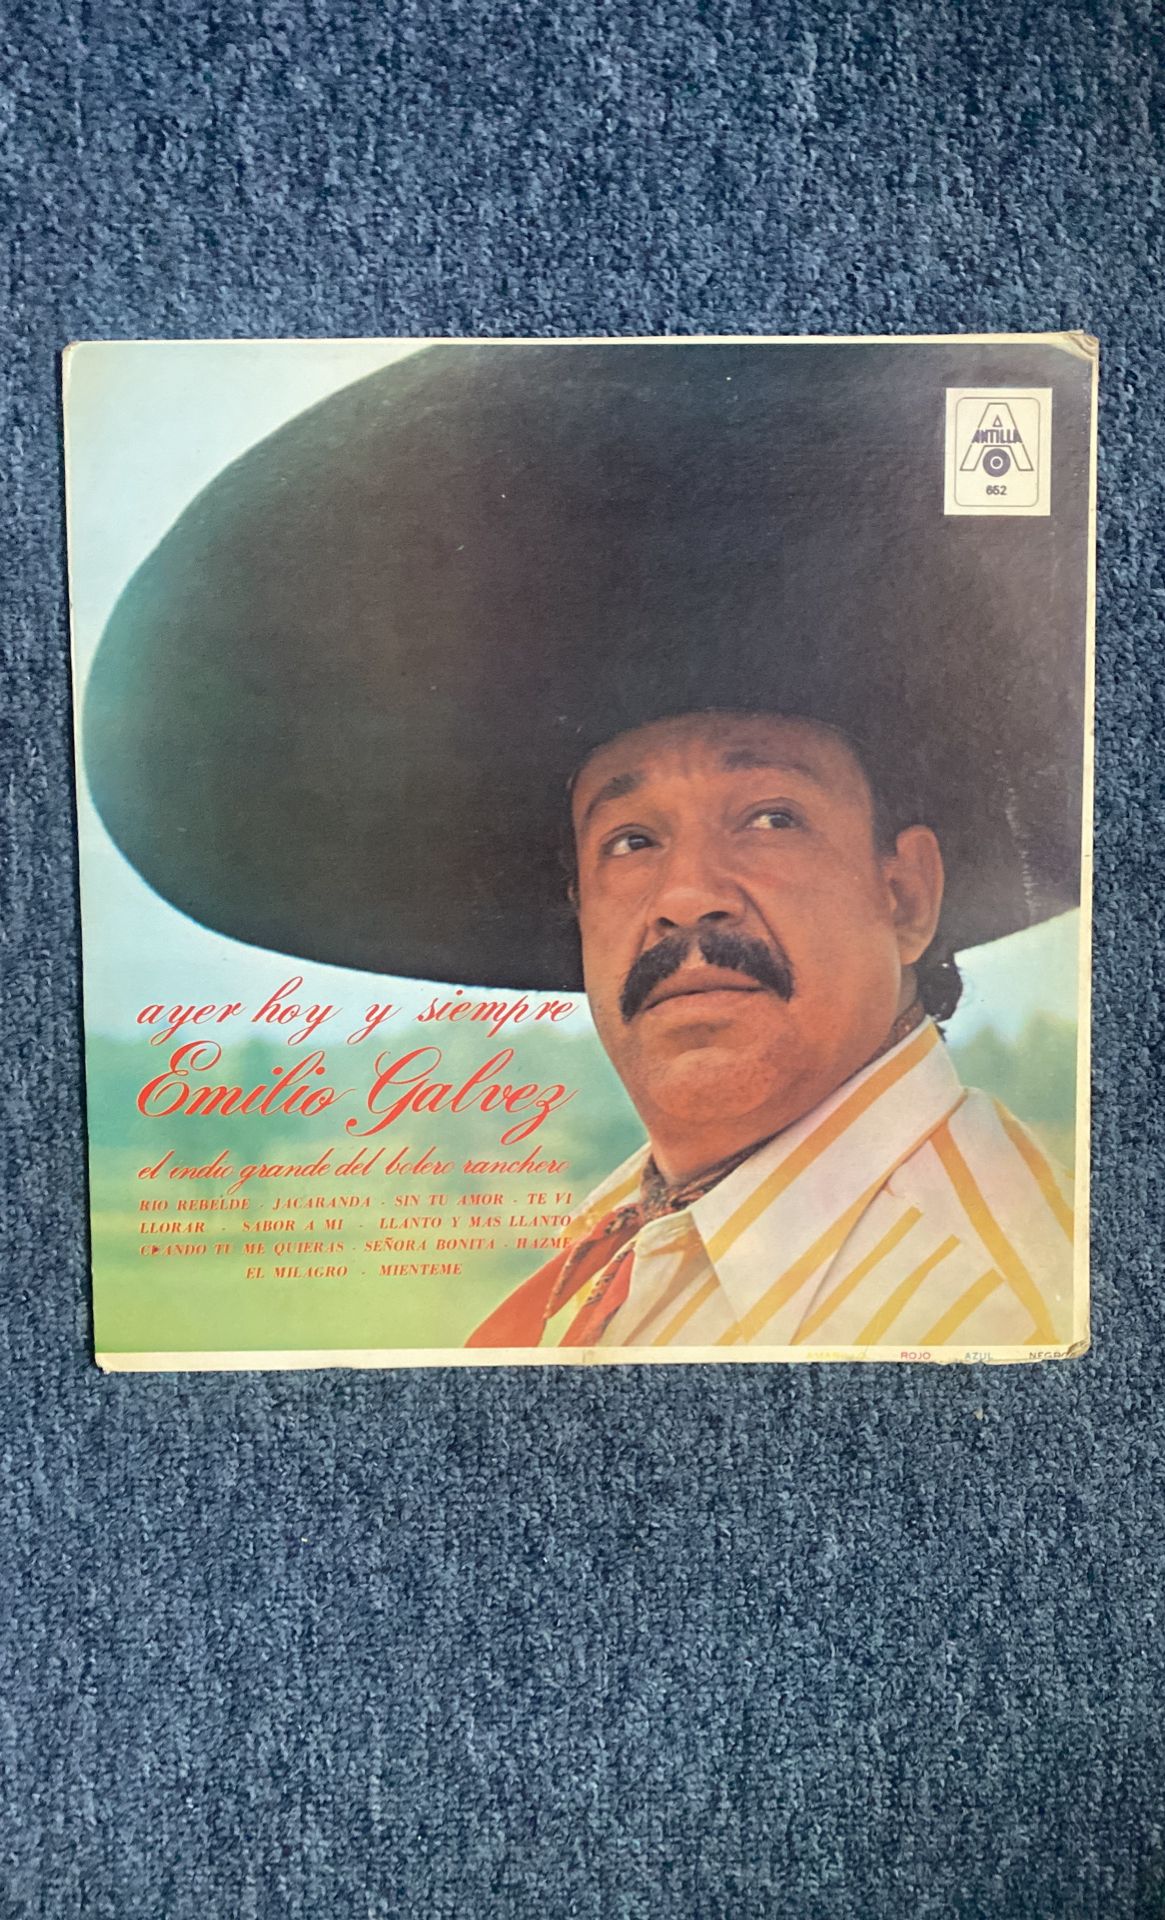 ANTILLA
652
ayer hoy y siempre
Emilio Galvez
el indio grande del bolero ranchero
RIO REBELDE - JACARANDA - SIN TU AMOR - TE VI
LLORAR - SABOR A MI - LLANTO Y MAS LLANTO
CUANDO TU ME QUIERAS - SEÑORA BONITA - HAZME
EL MILAGRO - MIENTEME
AMARILLO ROJO AZUL NEGRO